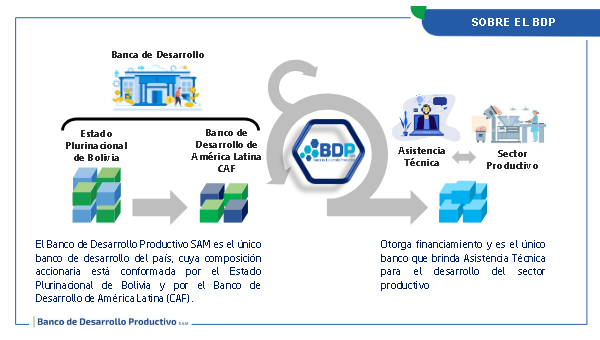 SOBRE EL BDP
Banca de Desarrollo
Estado
Plurinacional
de Bolivia
Banco de
Desarrollo de
América Latina
CAF
BDP
Asistencia
Técnica
Sector
Productivo
El Banco de Desarrollo Productivo SAM es el único
banco de desarrollo del país, cuya composición
accionaria está conformada por el Estado
Plurinacional de Bolivia y por el Banco de
Desarrollo de América Latina (CAF).
Otorga financiamiento y es el único
banco que brinda Asistencia Técnica
para el desarrollo del sector
productivo
Banco de Desarrollo Productivo S.A.M.